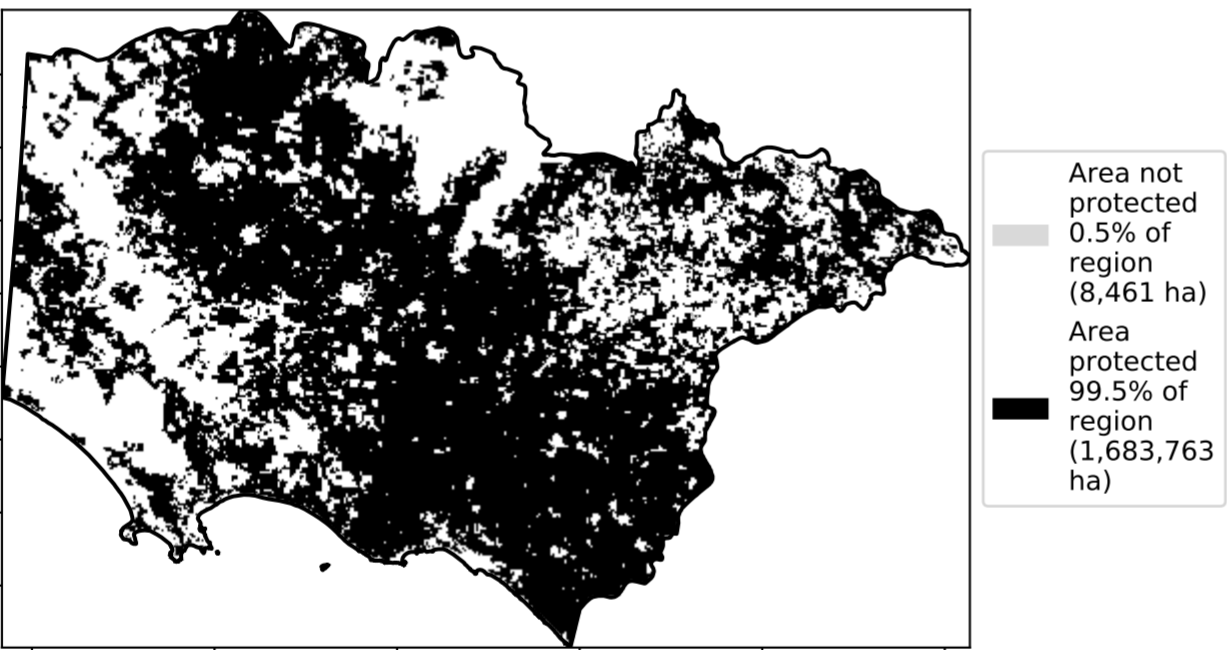 Area not
protected
0.5% of
region
(8,461 ha)
Area
protected
99.5% of
region
(1,683,763
ha)